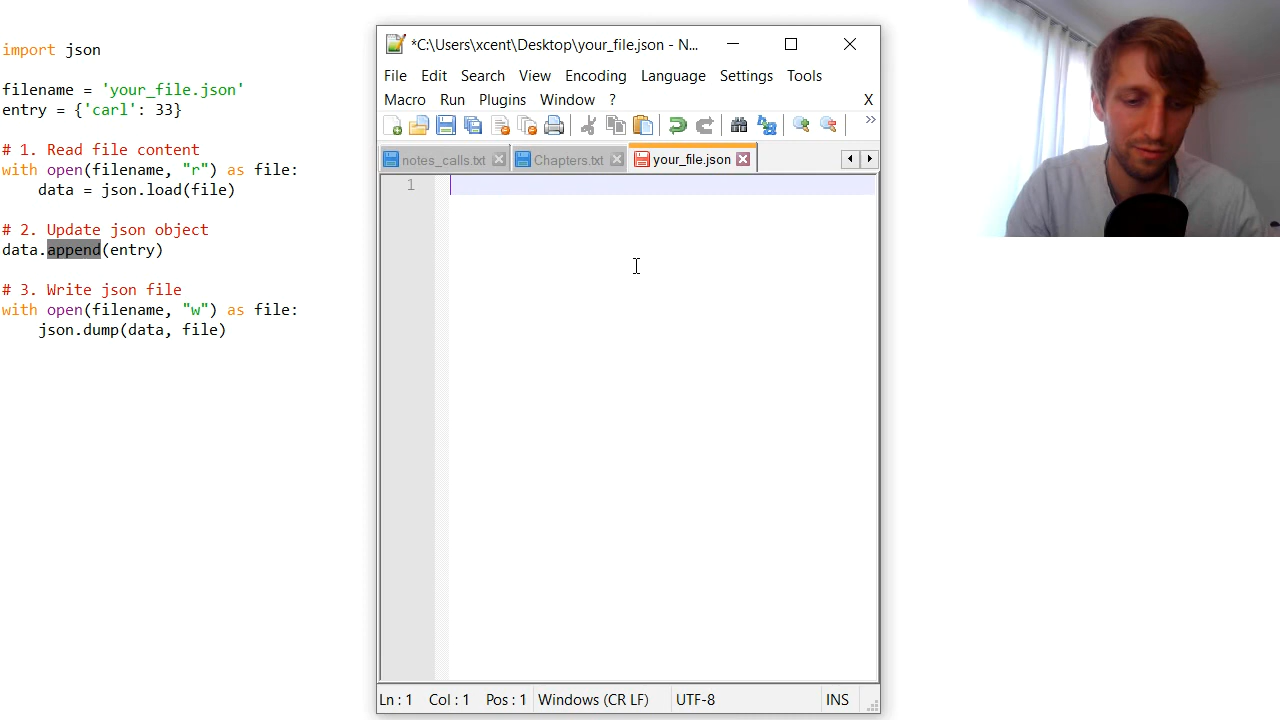 import json
filename = 'your_file.json'
entry = {'carl': 33}
# 1. Read file content
with open(filename, "r") as file:
    data = json.load(file)
# 2. Update json object
data.append(entry)
# 3. Write json file
with open(filename, "w") as file:
    json.dump(data, file)
*C:\Users\xcent\Desktop\your_file.json - N...
File Edit Search View Encoding Language Settings Tools
Macro Run Plugins Window ? X
notes_calls.txt Chapters.txt your_file.json
1
Ln : 1 Col : 1 Pos : 1 Windows (CR LF) UTF-8 INS